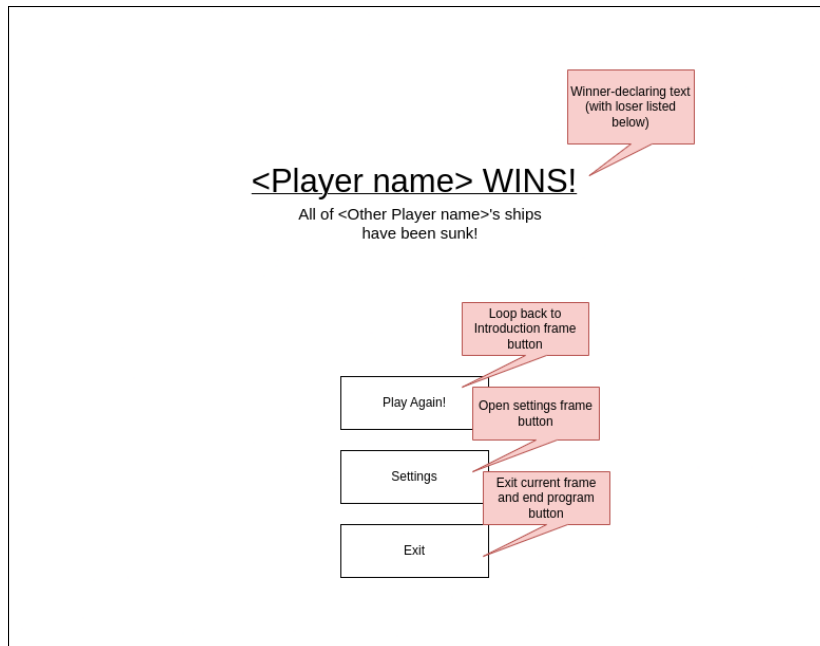 Winner-declaring text
(with loser listed
below)
<Player name> WINS!
All of <Other Player name>'s ships
have been sunk!
Loop back to
Introduction frame
button
Play Again!
Open settings frame
button
Settings
Exit current frame
and end program
button
Exit